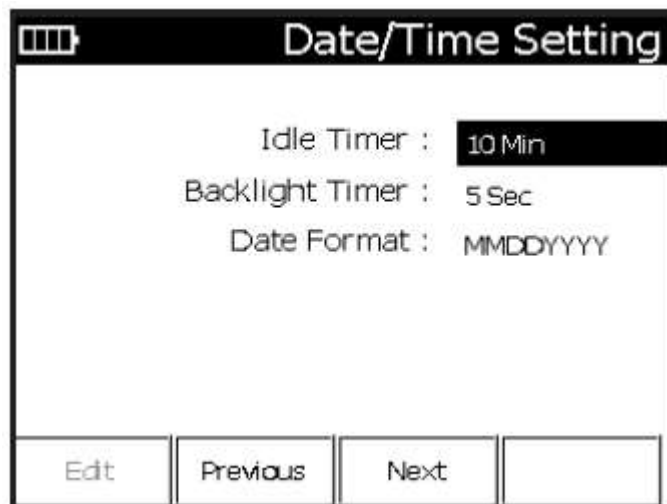 Date/Time Setting
Idle Timer : 10 Min
Backlight Timer : 5 Sec
Date Format : MMDDYYYY
Edit Previous Next